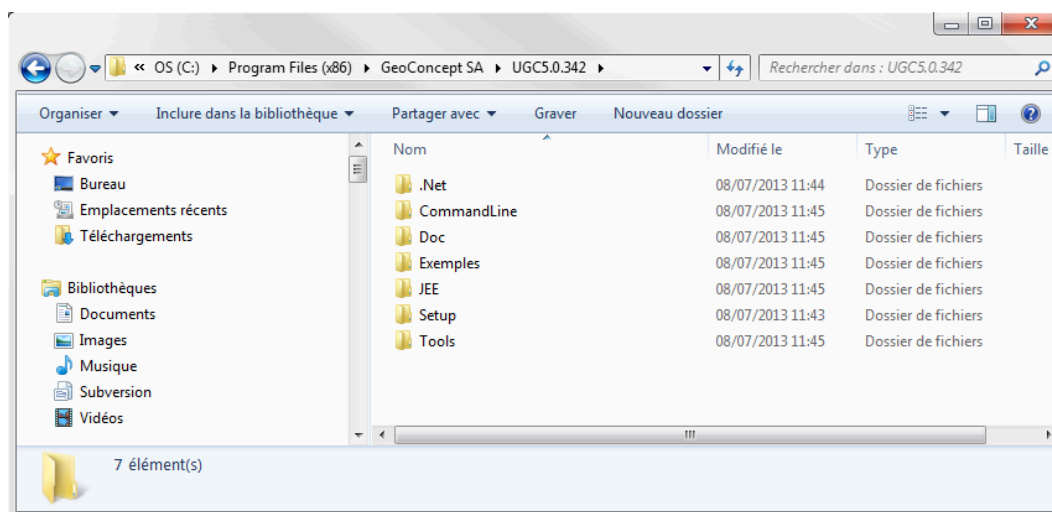 « OS (C:) ▸ Program Files (x86) ▸ GeoConcept SA ▸ UGC5.0.342 ▸ Rechercher dans : UGC5.0.342
Organiser Inclure dans la bibliothèque Partager avec Graver Nouveau dossier
Favoris
Bureau
Emplacements récents
Téléchargements
Bibliothèques
Documents
Images
Musique
Subversion
Vidéos
Nom Modifié le Type Taille
.Net 08/07/2013 11:44 Dossier de fichiers
CommandLine 08/07/2013 11:45 Dossier de fichiers
Doc 08/07/2013 11:45 Dossier de fichiers
Exemples 08/07/2013 11:45 Dossier de fichiers
JEE 08/07/2013 11:45 Dossier de fichiers
Setup 08/07/2013 11:43 Dossier de fichiers
Tools 08/07/2013 11:45 Dossier de fichiers
7 élément(s)